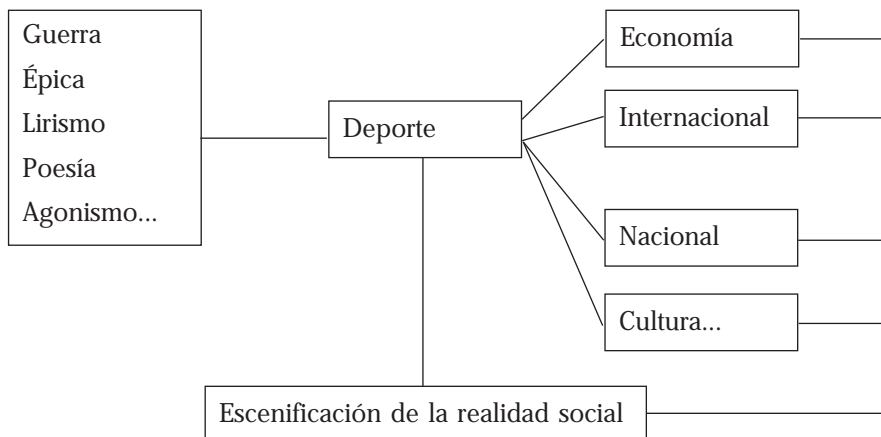 Guerra
Épica
Lirismo
Poesía
Agonismo...
Deporte
Economía
Internacional
Nacional
Cultura...
Escenificación de la realidad social